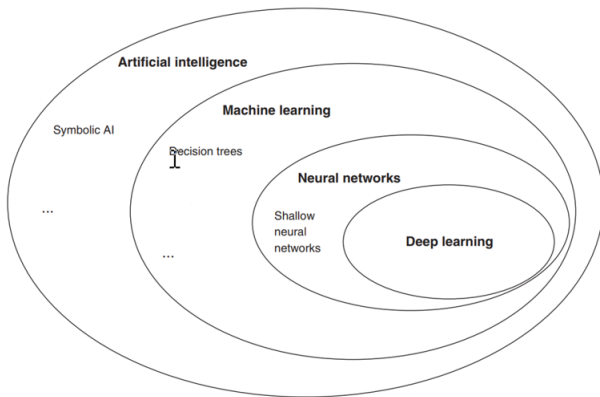 Artificial intelligence
Machine learning
Symbolic AI
Decision trees
Neural networks
...
Shallow
neural
networks
Deep learning
...